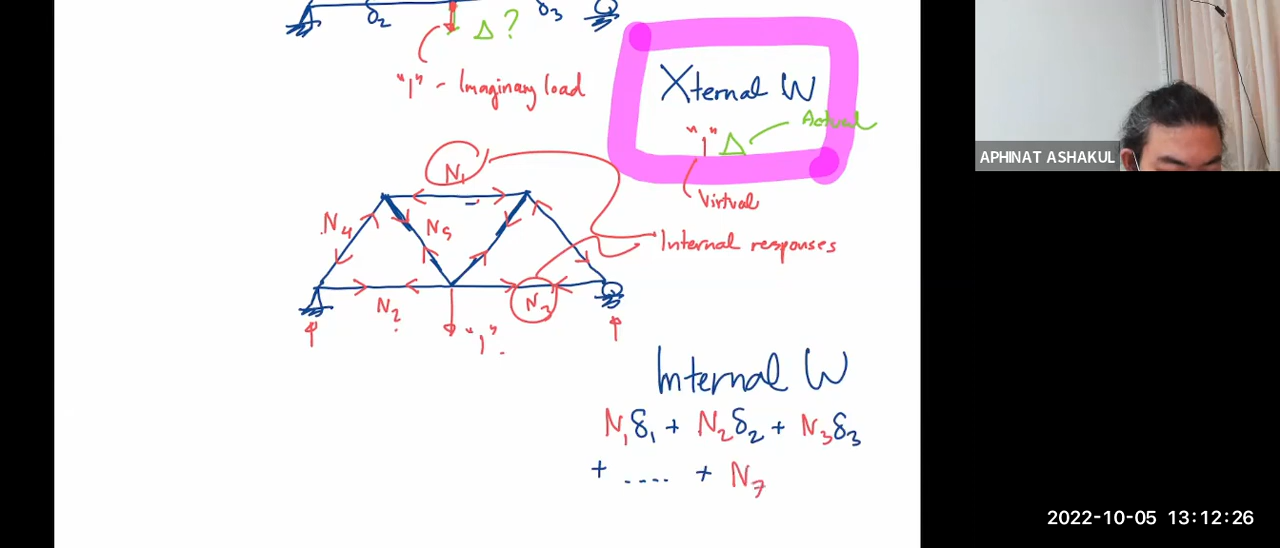 δ2
δ3
Δ?
"1" - Imaginary load
Xternal W
"1" Δ
Actual
Virtual
N1
N4
N5
Internal responses
N2
N3
"1"
Internal W
N1δ1 + N2δ2 + N3δ3
+ .... + N7
APHINAT ASHAKUL
2022-10-05 13:12:26